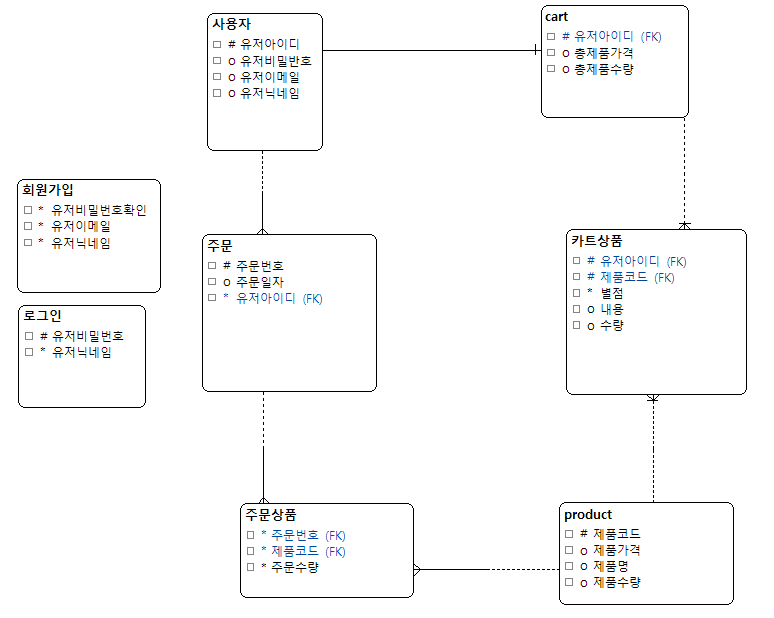 사용자
# 유저아이디
o 유저비밀반호
o 유저이메일
o 유저닉네임
cart
# 유저아이디 (FK)
o 총제품가격
o 총제품수량
회원가입
* 유저비밀번호확인
* 유저이메일
* 유저닉네임
로그인
# 유저비밀번호
* 유저닉네임
주문
# 주문번호
o 주문일자
* 유저아이디 (FK)
카트상품
# 유저아이디 (FK)
# 제품코드 (FK)
* 별점
o 내용
o 수량
주문상품
* 주문번호 (FK)
* 제품코드 (FK)
* 주문수량
product
# 제품코드
o 제품가격
o 제품명
o 제품수량